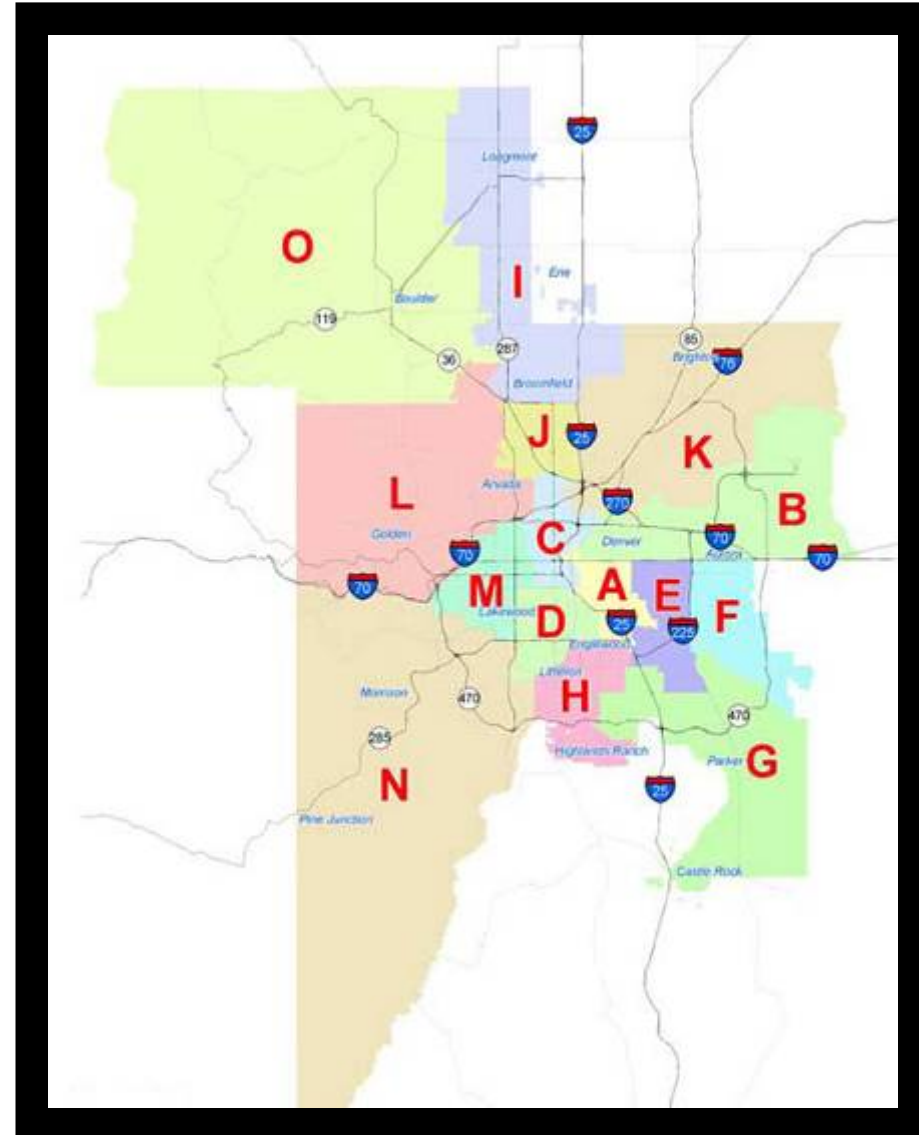 25
Longmont
O
I
Erie
Boulder
119
85
287
36
Brighton
76
Broomfield
J
25
K
Arvada
L
270
B
Golden
C
Denver
70
70
Aurora
70
70
M
A
E
F
Lakewood
D
25
225
Englewood
Littleton
Morrison
H
470
470
285
Highlands Ranch
Parker
G
N
25
Pine Junction
Castle Rock